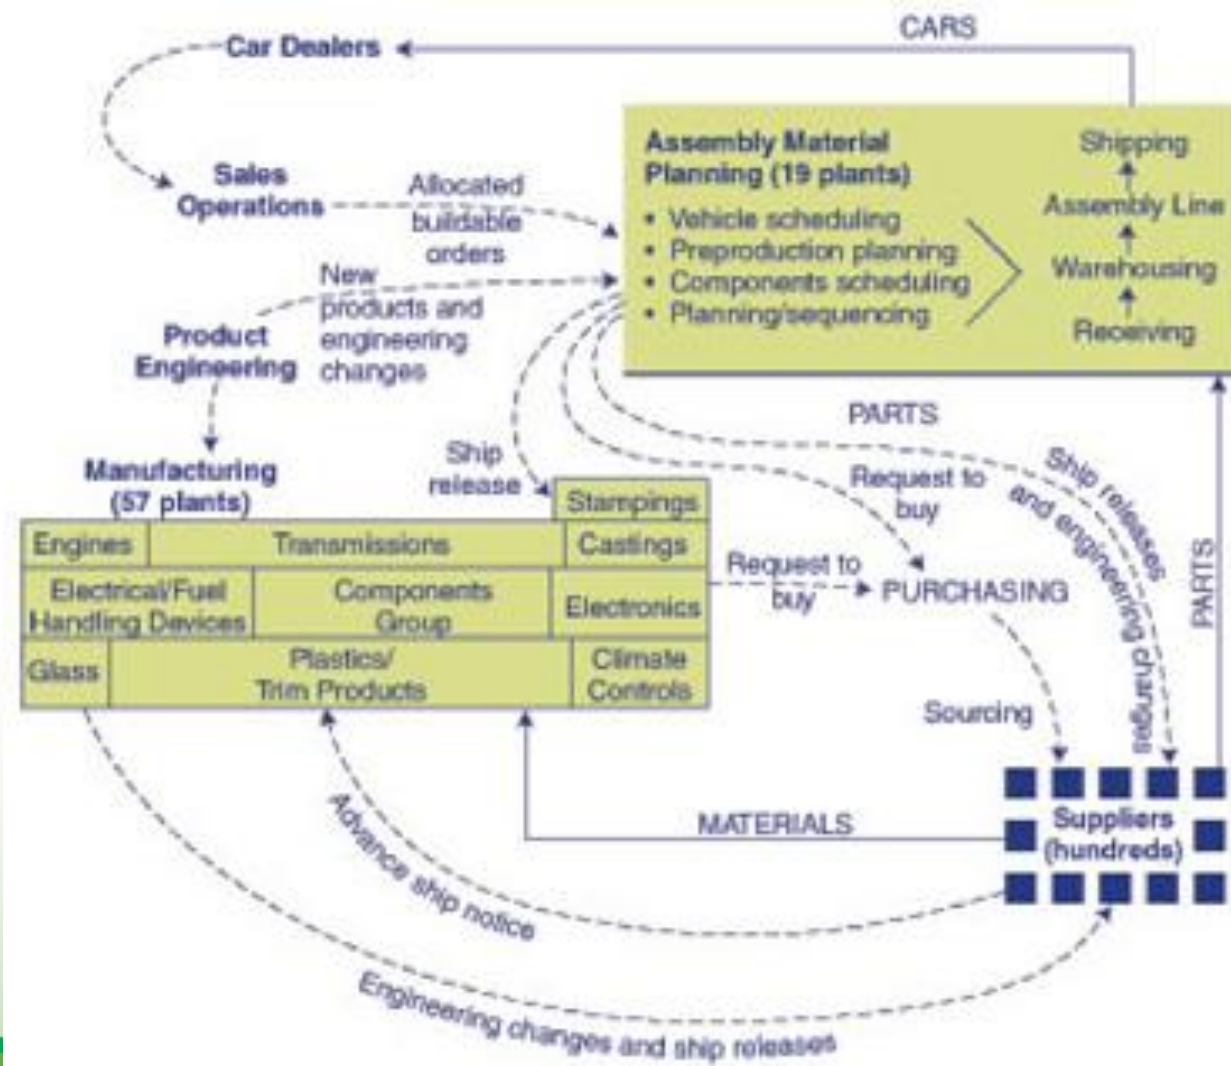 CARS
Car Dealers
Assembly Material
Planning (19 plants)
• Vehicle scheduling
• Preproduction planning
• Components scheduling
• Planning/sequencing
Shipping
Assembly Line
Warehousing
Receiving
Sales
Operations
Allocated
buildable
orders
New
products and
engineering
changes
Product
Engineering
Manufacturing
(57 plants)
Ship
release
Stampings
Engines
Transmissions
Castings
Electrical/Fuel
Handling Devices
Components
Group
Electronics
Glass
Plastics/
Trim Products
Climate
Controls
PARTS
Request to
buy
Ship releases
and engineering changes
PARTS
Request to
buy
PURCHASING
Sourcing
MATERIALS
Suppliers
(hundreds)
Advance ship notice
Engineering changes and ship releases